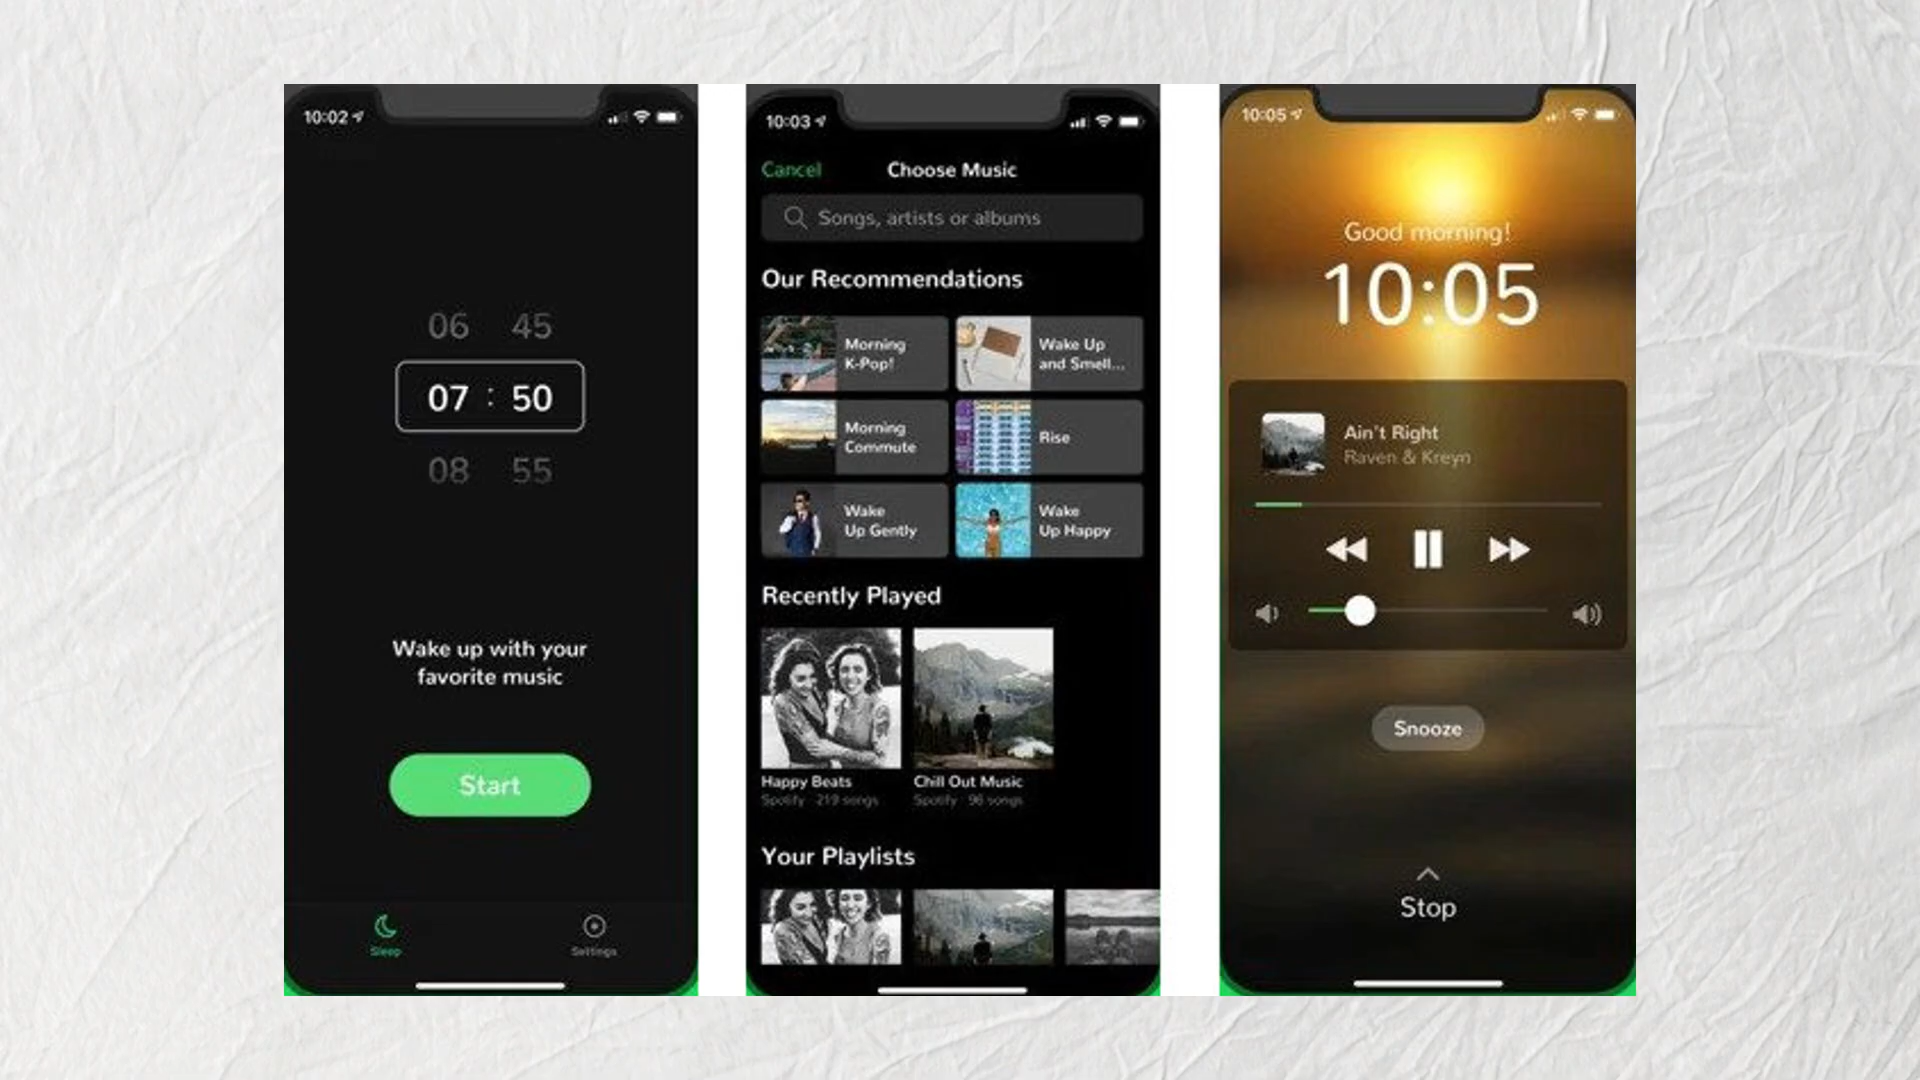 10:02
06 45
07 : 50
08 55
Wake up with your
favorite music
Start
Sleep
Settings
10:03
Cancel
Choose Music
Songs, artists or albums
Our Recommendations
Morning
K-Pop!
Wake Up
and Smell...
Morning
Commute
Rise
Wake
Up Gently
Wake
Up Happy
Recently Played
Happy Beats
Spotify · 219 songs
Chill Out Music
Spotify · 96 songs
Your Playlists
10:05
Good morning!
10:05
Ain't Right
Raven & Kreyn
Snooze
Stop